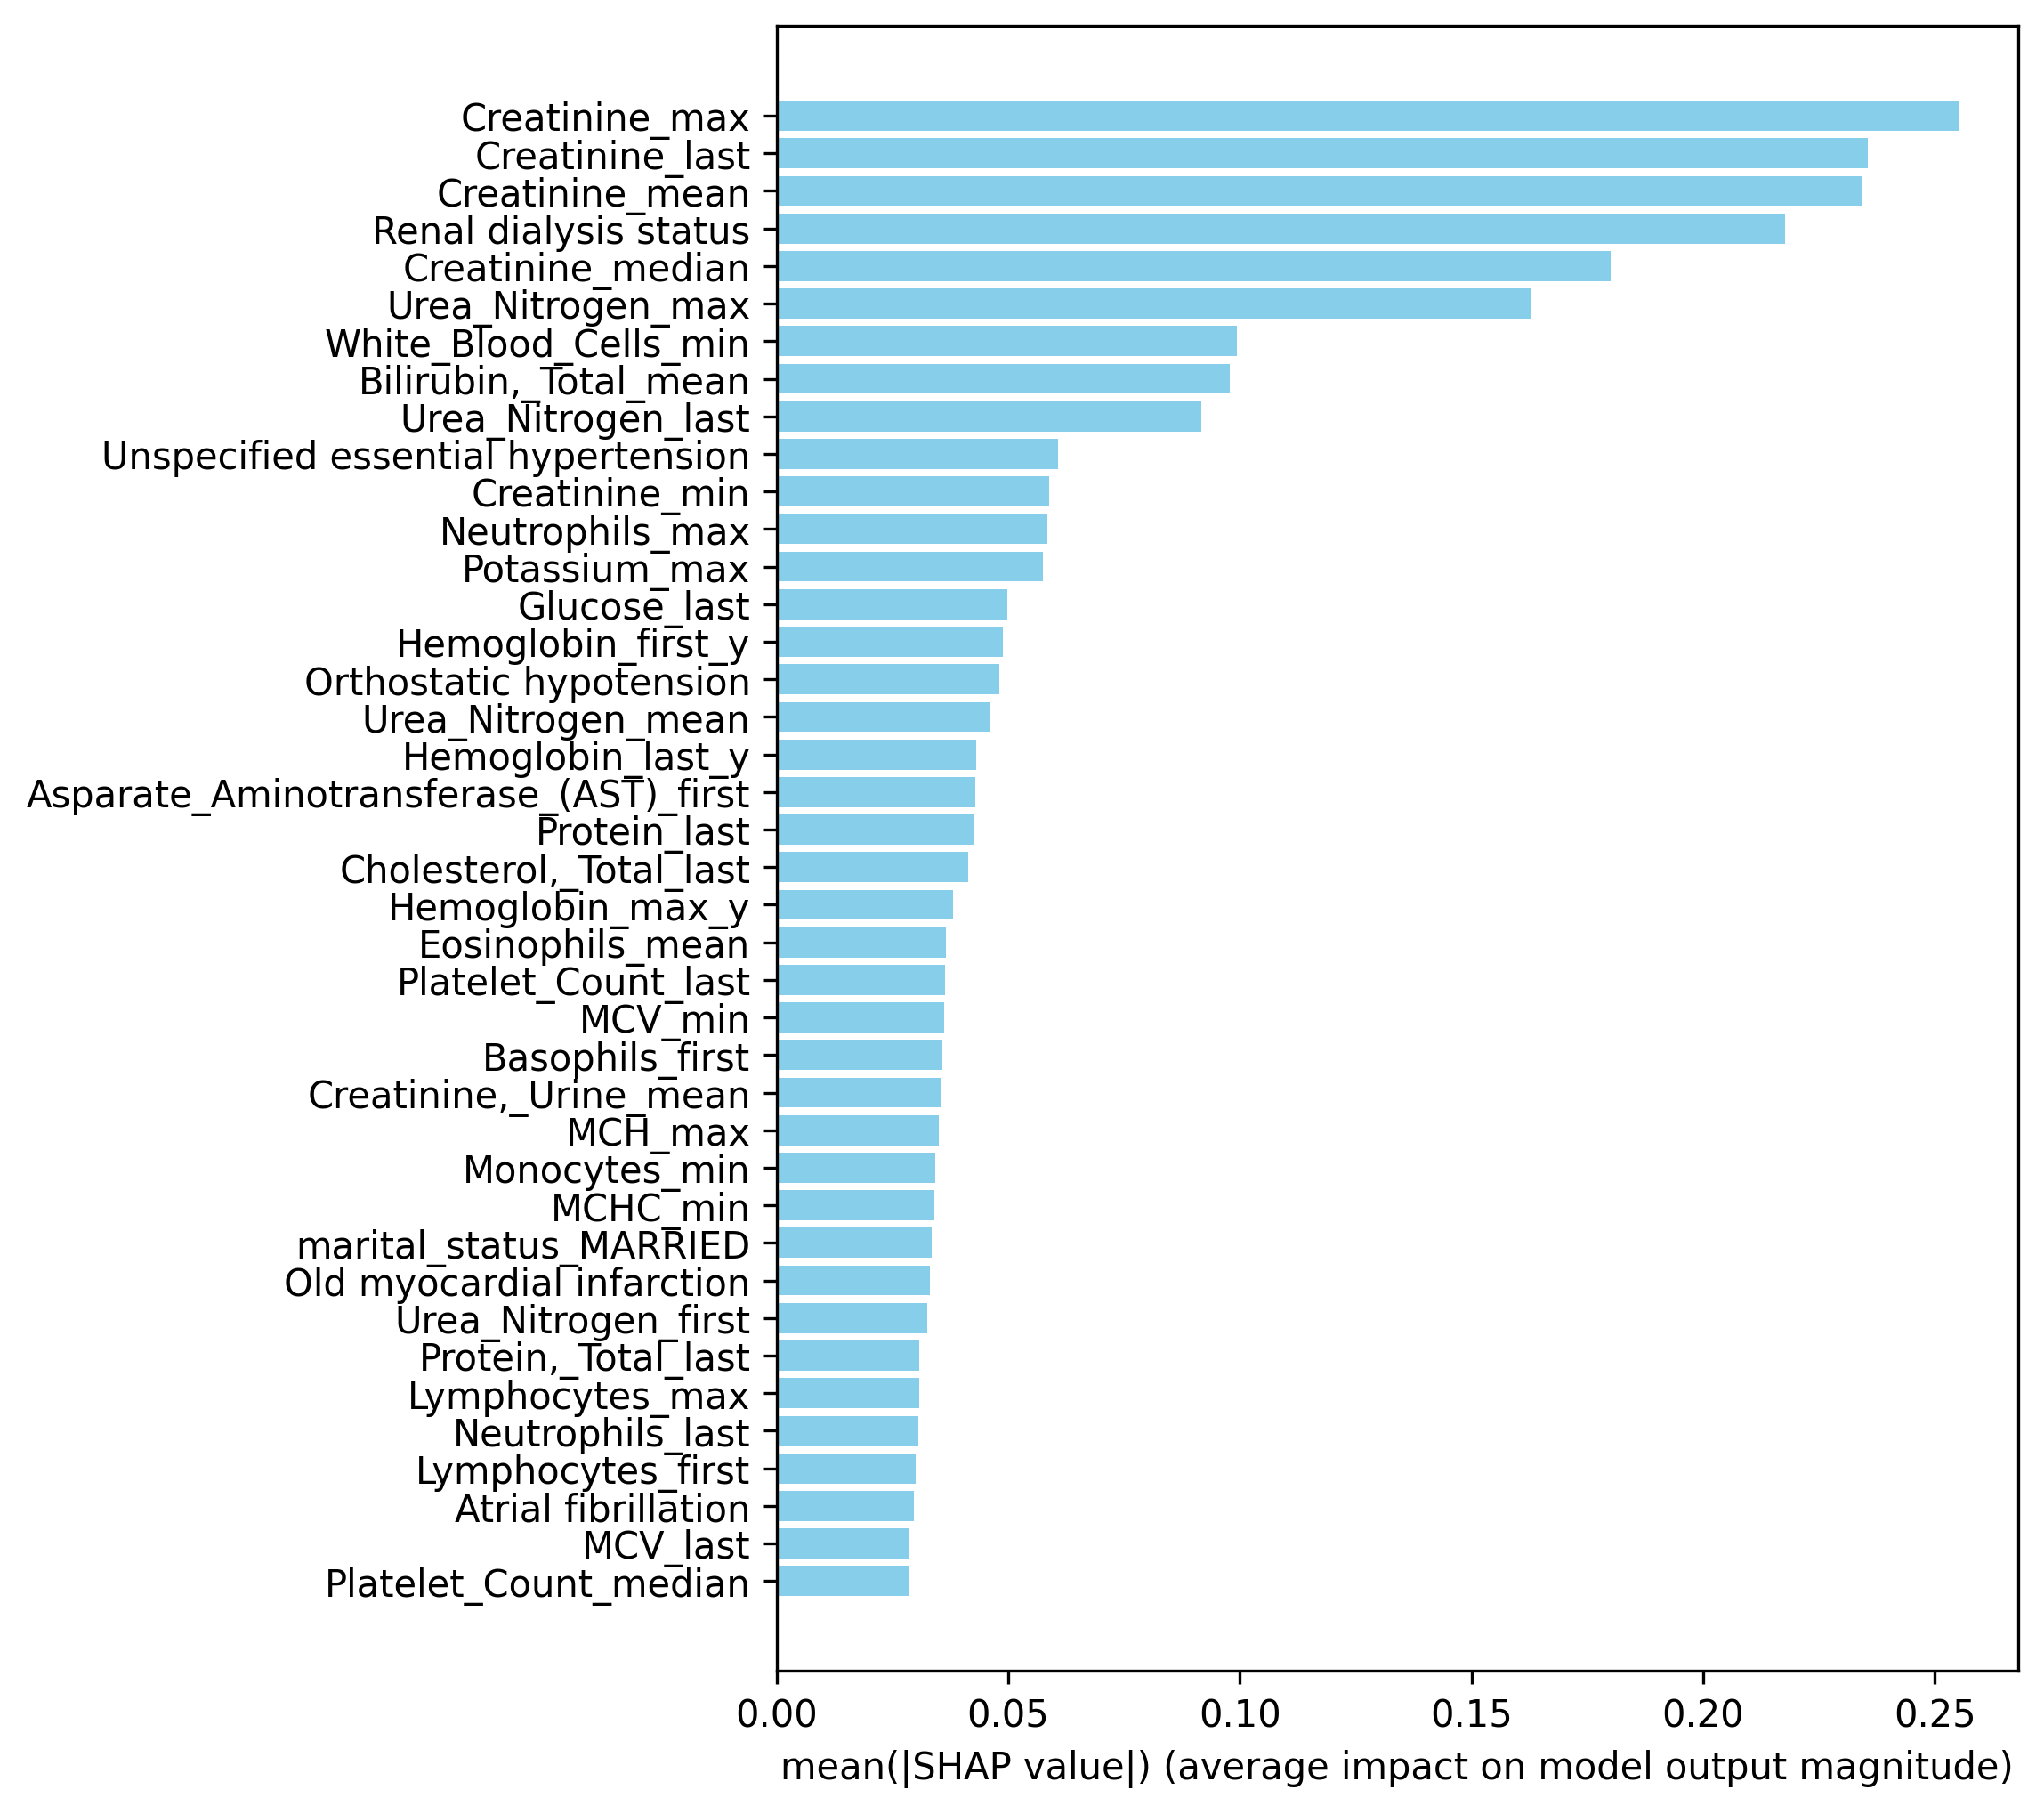 Creatinine_max
Creatinine_last
Creatinine_mean
Renal dialysis status
Creatinine_median
Urea_Nitrogen_max
White_Blood_Cells_min
Bilirubin,_Total_mean
Urea_Nitrogen_last
Unspecified essential hypertension
Creatinine_min
Neutrophils_max
Potassium_max
Glucose_last
Hemoglobin_first_y
Orthostatic hypotension
Urea_Nitrogen_mean
Hemoglobin_last_y
Asparate_Aminotransferase_(AST)_first
Protein_last
Cholesterol,_Total_last
Hemoglobin_max_y
Eosinophils_mean
Platelet_Count_last
MCV_min
Basophils_first
Creatinine,_Urine_mean
MCH_max
Monocytes_min
MCHC_min
marital_status_MARRIED
Old myocardial infarction
Urea_Nitrogen_first
Protein,_Total_last
Lymphocytes_max
Neutrophils_last
Lymphocytes_first
Atrial fibrillation
MCV_last
Platelet_Count_median
0.00 0.05 0.10 0.15 0.20 0.25
mean(|SHAP value|) (average impact on model output magnitude)